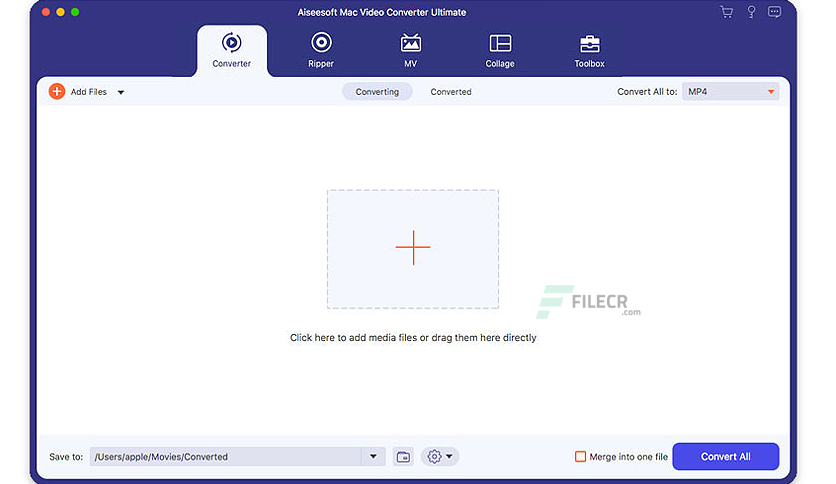 Aiseesoft Mac Video Converter Ultimate
Converter
Ripper
MV
Collage
Toolbox
Add Files
Converting
Converted
Convert All to:
MP4
FILECR
.com
Click here to add media files or drag them here directly
Save to:
/Users/apple/Movies/Converted
Merge into one file
Convert All